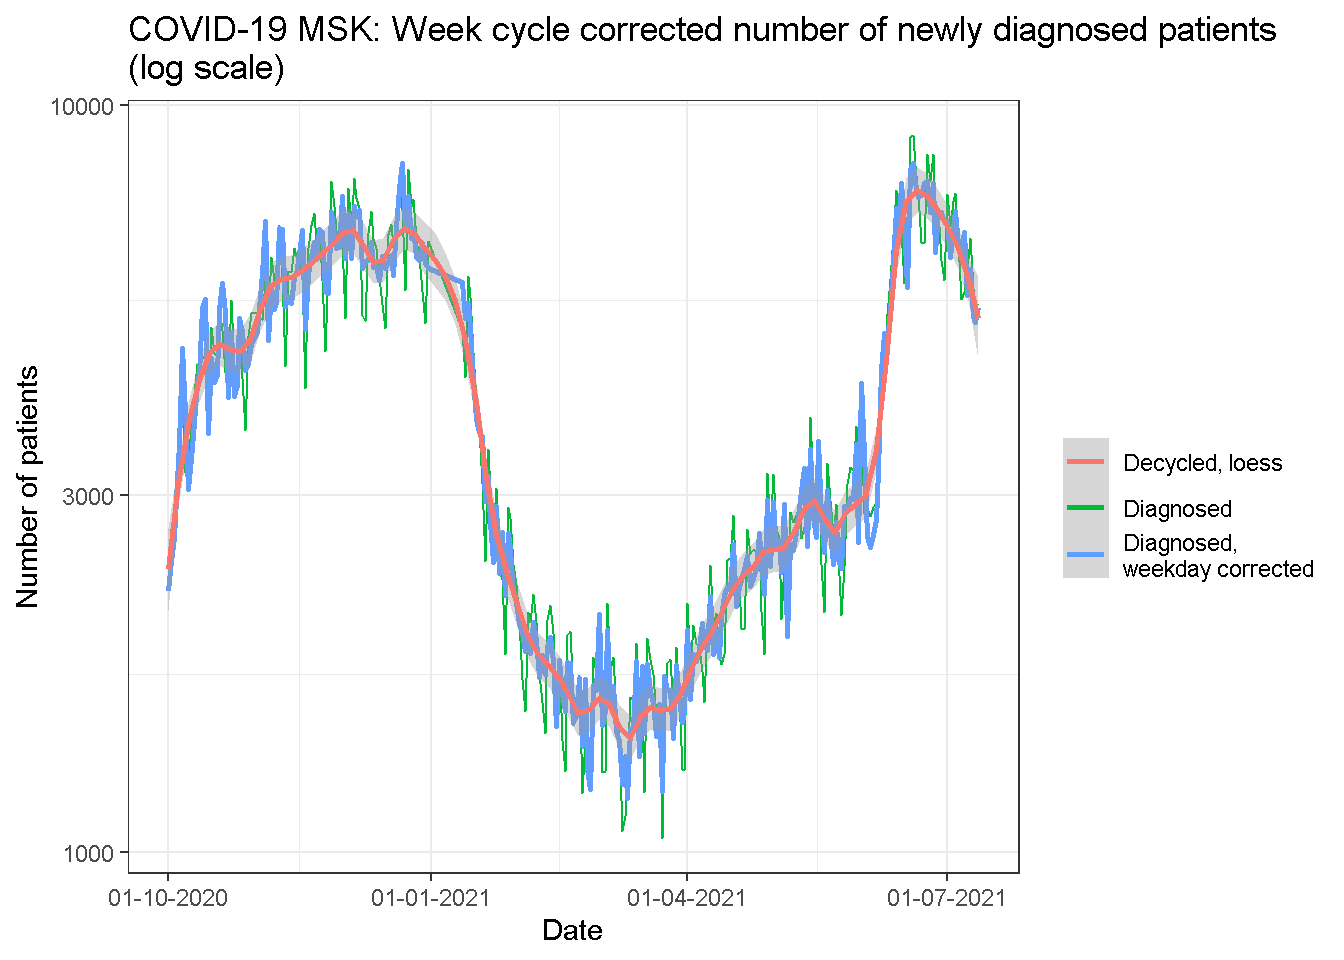 COVID-19 MSK: Week cycle corrected number of newly diagnosed patients
(log scale)
10000
3000
1000
Number of patients
01-10-2020
01-01-2021
01-04-2021
01-07-2021
Date
Decycled, loess
Diagnosed
Diagnosed,
weekday corrected